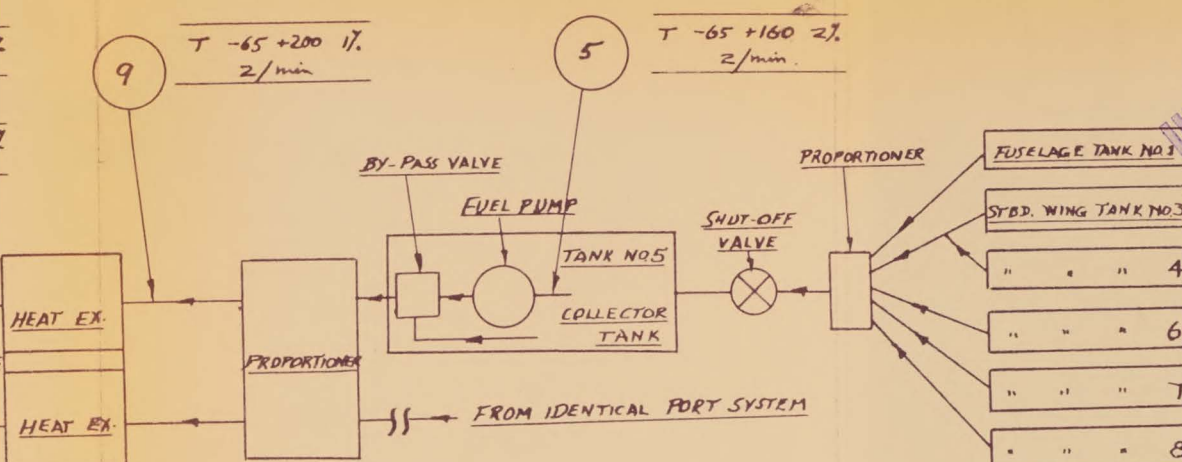 9
T -65 +200 1%
2/min
5
T -65 +160 2%
2/min.
BY-PASS VALVE
FUEL PUMP
SHUT-OFF
VALVE
PROPORTIONER
FUSELAGE TANK NO.1
STBD. WING TANK NO.3
" " " 4
" " " 6
" " " 7
" " " 8
TANK NO.5
COLLECTOR
TANK
HEAT EX.
PROPORTIONER
HEAT EX.
FROM IDENTICAL PORT SYSTEM